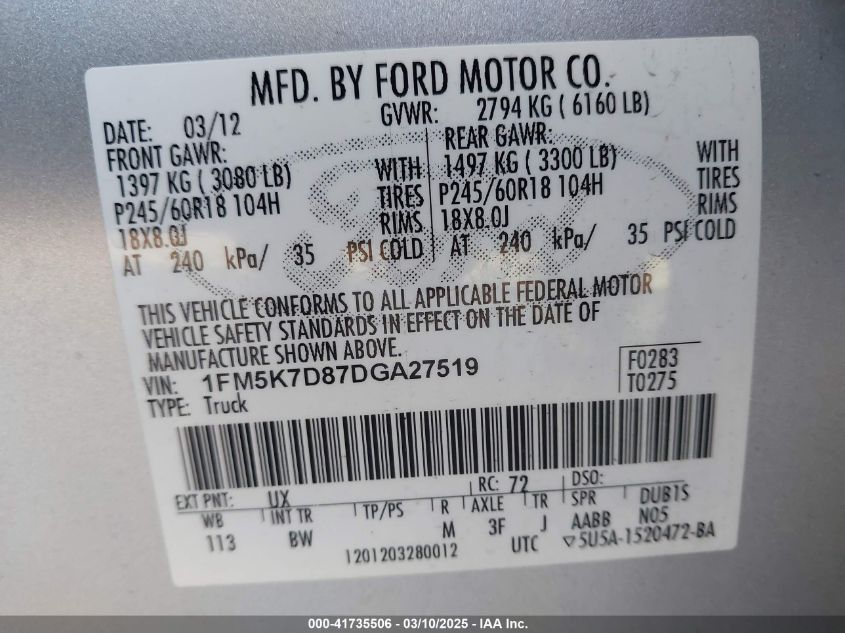 MFD. BY FORD MOTOR CO.
DATE: 03/12 GVWR: 2794 KG ( 6160 LB)
FRONT GAWR: REAR GAWR:
1397 KG ( 3080 LB) WITH 1497 KG ( 3300 LB) WITH
P245/60R18 104H TIRES P245/60R18 104H TIRES
18X8.0J RIMS 18X8.0J RIMS
AT 240 kPa/ 35 PSI COLD AT 240 kPa/ 35 PSI COLD
Ford
THIS VEHICLE CONFORMS TO ALL APPLICABLE FEDERAL MOTOR
VEHICLE SAFETY STANDARDS IN EFFECT ON THE DATE OF
MANUFACTURE SHOWN ABOVE.
VIN: 1FM5K7D87DGA27519 F0283
TYPE: Truck T0275
EXT PNT: UX RC: 72 DSO:
WB INT TR TP/PS R AXLE TR SPR DUB1S
113 BW M 3F J AABB N05
1201203280012 UTC ▽5U5A-1520472-BA
000-41735506 - 03/10/2025 - IAA Inc.